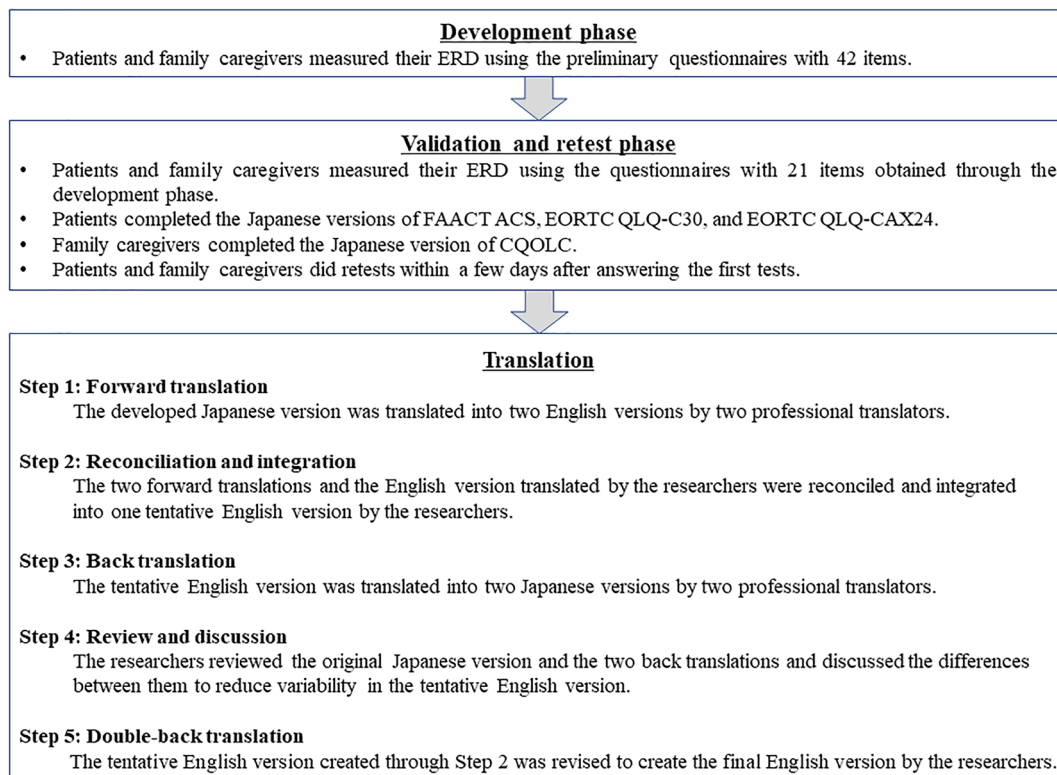 Development phase
• Patients and family caregivers measured their ERD using the preliminary questionnaires with 42 items.
Validation and retest phase
• Patients and family caregivers measured their ERD using the questionnaires with 21 items obtained through the
development phase.
• Patients completed the Japanese versions of FAACT ACS, EORTC QLQ-C30, and EORTC QLQ-CAX24.
• Family caregivers completed the Japanese version of CQOLC.
• Patients and family caregivers did retests within a few days after answering the first tests.
Translation
Step 1: Forward translation
The developed Japanese version was translated into two English versions by two professional translators.
Step 2: Reconciliation and integration
The two forward translations and the English version translated by the researchers were reconciled and integrated
into one tentative English version by the researchers.
Step 3: Back translation
The tentative English version was translated into two Japanese versions by two professional translators.
Step 4: Review and discussion
The researchers reviewed the original Japanese version and the two back translations and discussed the differences
between them to reduce variability in the tentative English version.
Step 5: Double-back translation
The tentative English version created through Step 2 was revised to create the final English version by the researchers.